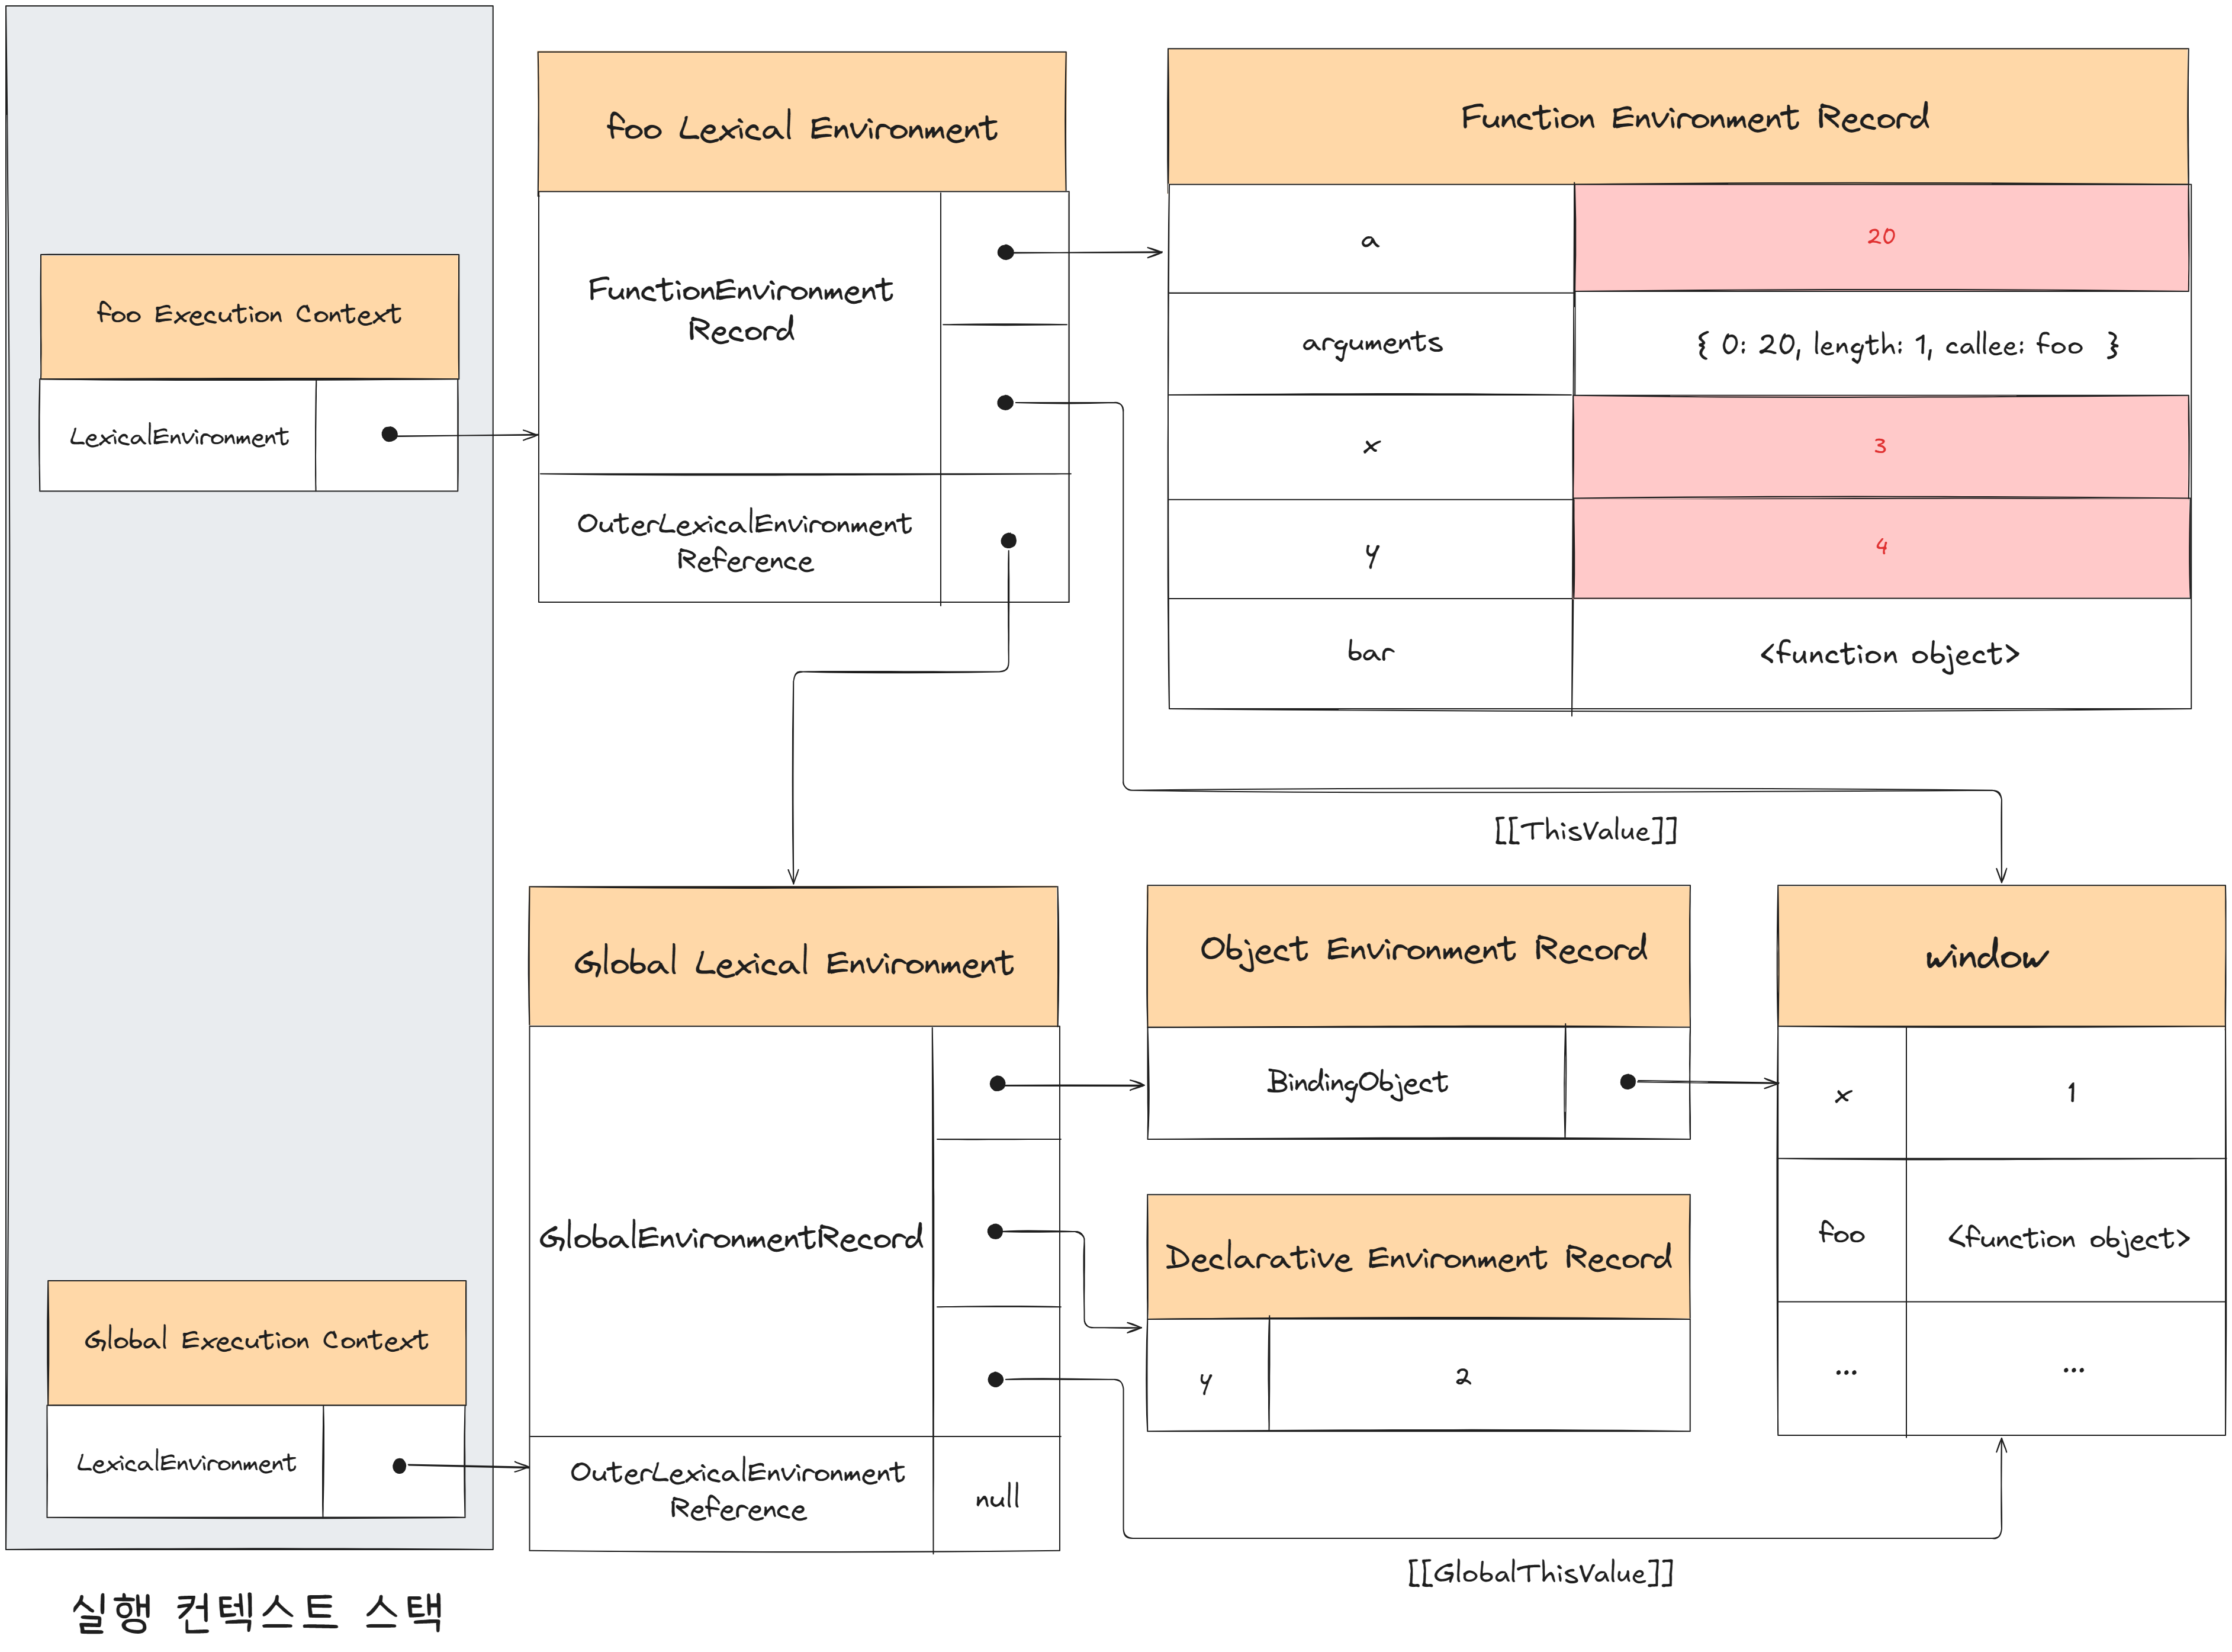 foo Lexical Environment
Function Environment Record
a
20
FunctionEnvironment
Record
foo Execution Context
arguments
{ 0: 20, length: 1, callee: foo }
LexicalEnvironment
x
3
OuterLexicalEnvironment
Reference
y
4
bar
<function object>
[[ThisValue]]
Global Lexical Environment
Object Environment Record
window
BindingObject
x
1
GlobalEnvironmentRecord
Declarative Environment Record
foo
<function object>
Global Execution Context
y
2
...
...
LexicalEnvironment
OuterLexicalEnvironment
Reference
null
[[GlobalThisValue]]
실행 컨텍스트 스택